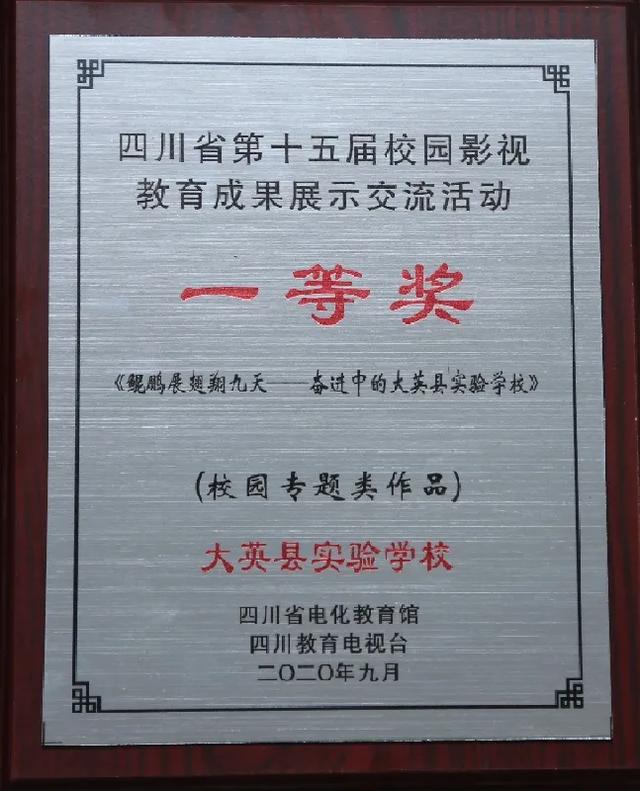 四川省第十五届校园影视
教育成果展示交流活动
一等奖
《鲲鹏展翅翔九天——奋进中的大英县实验学校》
(校园专题类作品)
大英县实验学校
四川省电化教育馆
四川教育电视台
二〇二〇年九月